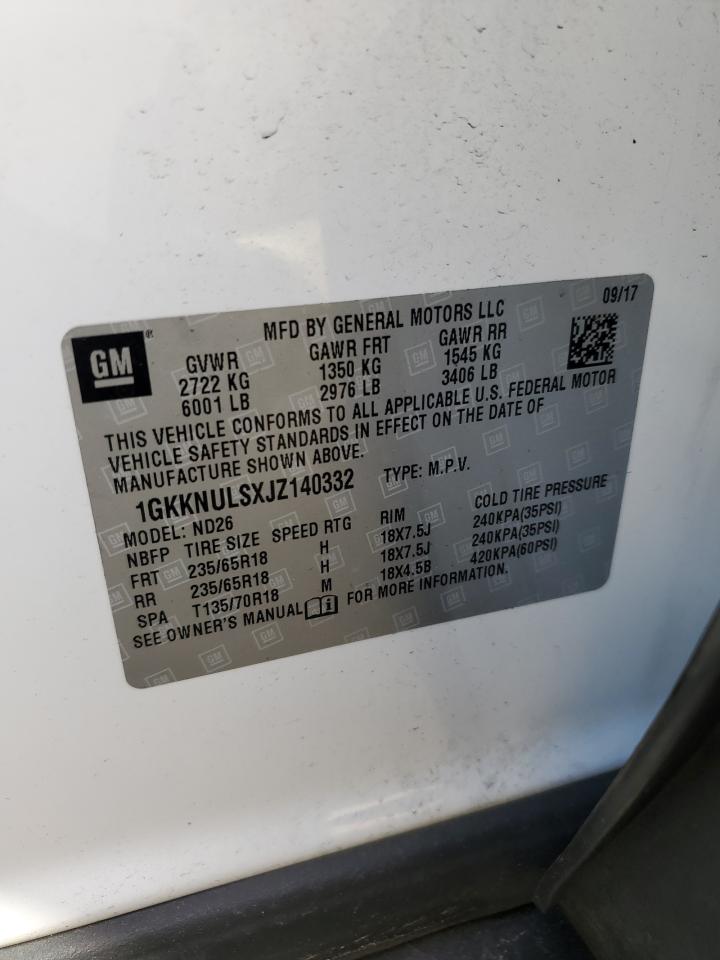 GM
®
MFD BY GENERAL MOTORS LLC 09/17
GVWR GAWR FRT GAWR RR
2722 KG 1350 KG 1545 KG
6001 LB 2976 LB 3406 LB
THIS VEHICLE CONFORMS TO ALL APPLICABLE U.S. FEDERAL MOTOR
VEHICLE SAFETY STANDARDS IN EFFECT ON THE DATE OF
MANUFACTURE SHOWN ABOVE.
1GKKNULSXJZ140332 TYPE: M.P.V.
MODEL: ND26
NBFP TIRE SIZE SPEED RTG RIM COLD TIRE PRESSURE
FRT 235/65R18 H 18X7.5J 240KPA(35PSI)
RR 235/65R18 H 18X7.5J 240KPA(35PSI)
SPA T135/70R18 M 18X4.5B 420KPA(60PSI)
SEE OWNER'S MANUAL i FOR MORE INFORMATION.